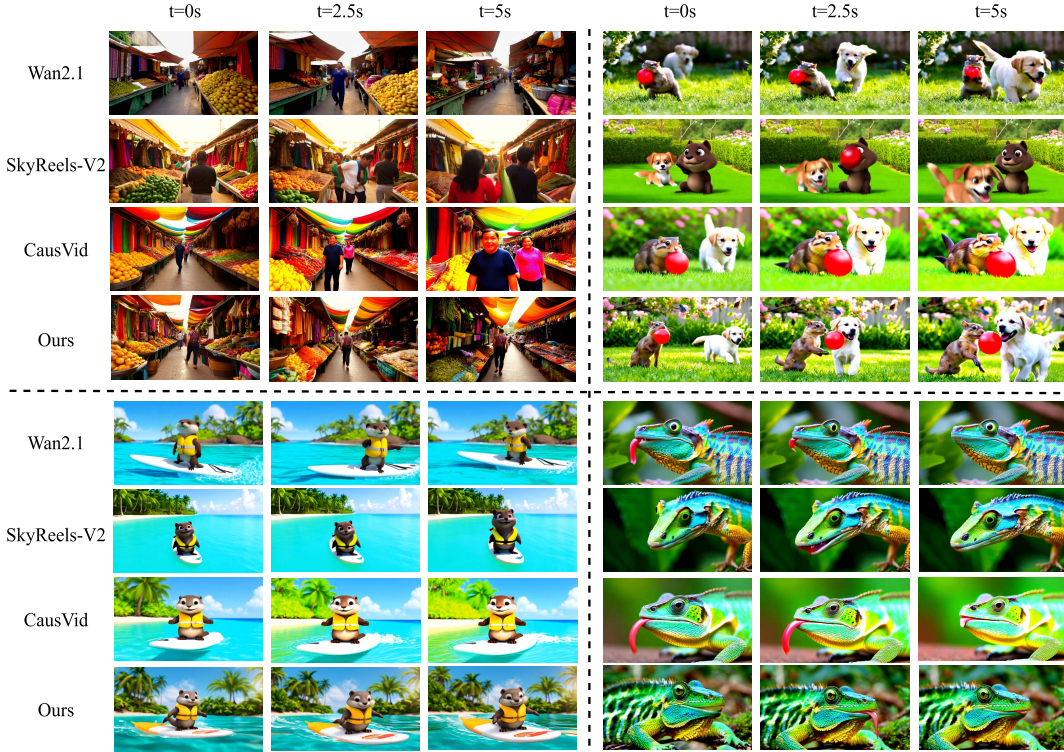 t=0s t=2.5s t=5s t=0s t=2.5s t=5s
Wan2.1
SkyReels-V2
CausVid
Ours
Wan2.1
SkyReels-V2
CausVid
Ours